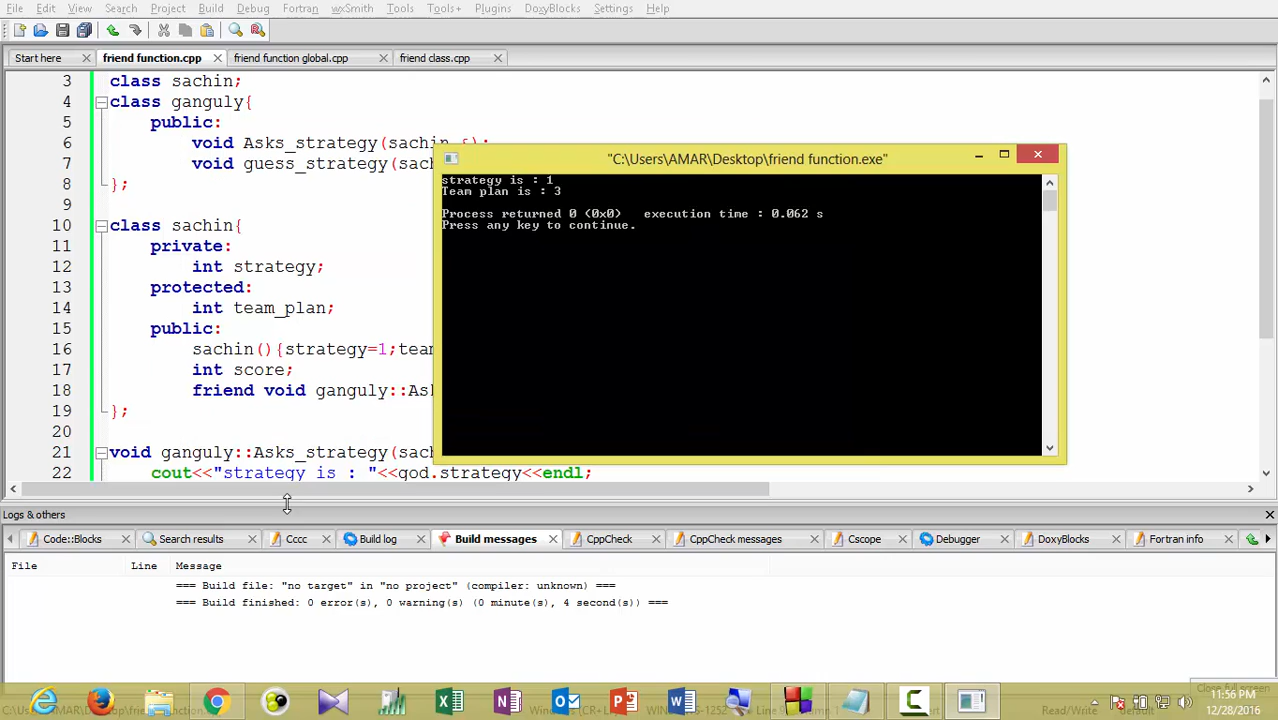 File Edit View Search Project Build Debug Fortran wxSmith Tools Tools+ Plugins DoxyBlocks Settings Help
Start here friend function.cpp friend function global.cpp friend class.cpp
3 class sachin;
4 class ganguly{
5 public:
6 void Asks_strategy(sachin &);
7 void guess_strategy(sac
8 };
9
10 class sachin{
11 private:
12 int strategy;
13 protected:
14 int team_plan;
15 public:
16 sachin(){strategy=1;team
17 int score;
18 friend void ganguly::As
19 };
20
21 void ganguly::Asks_strategy(sac
22 cout<<"strategy is : "<<god.strategy<<endl;
"C:\Users\AMAR\Desktop\friend function.exe"
strategy is : 1
Team plan is : 3
Process returned 0 (0x0) execution time : 0.062 s
Press any key to continue.
Logs & others
Code::Blocks Search results Cccc Build log Build messages CppCheck CppCheck messages Cscope Debugger DoxyBlocks Fortran info
File Line Message
=== Build file: "no target" in "no project" (compiler: unknown) ===
=== Build finished: 0 error(s), 0 warning(s) (0 minute(s), 4 second(s)) ===
11:56 PM
12/28/2016